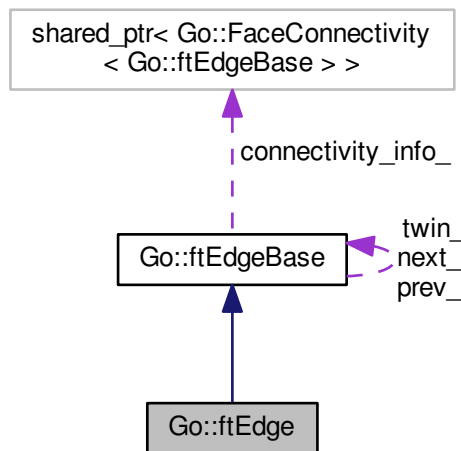 shared_ptr< Go::FaceConnectivity
< Go::ftEdgeBase > >
connectivity_info_
twin_
Go::ftEdgeBase
next_
prev_
Go::ftEdge